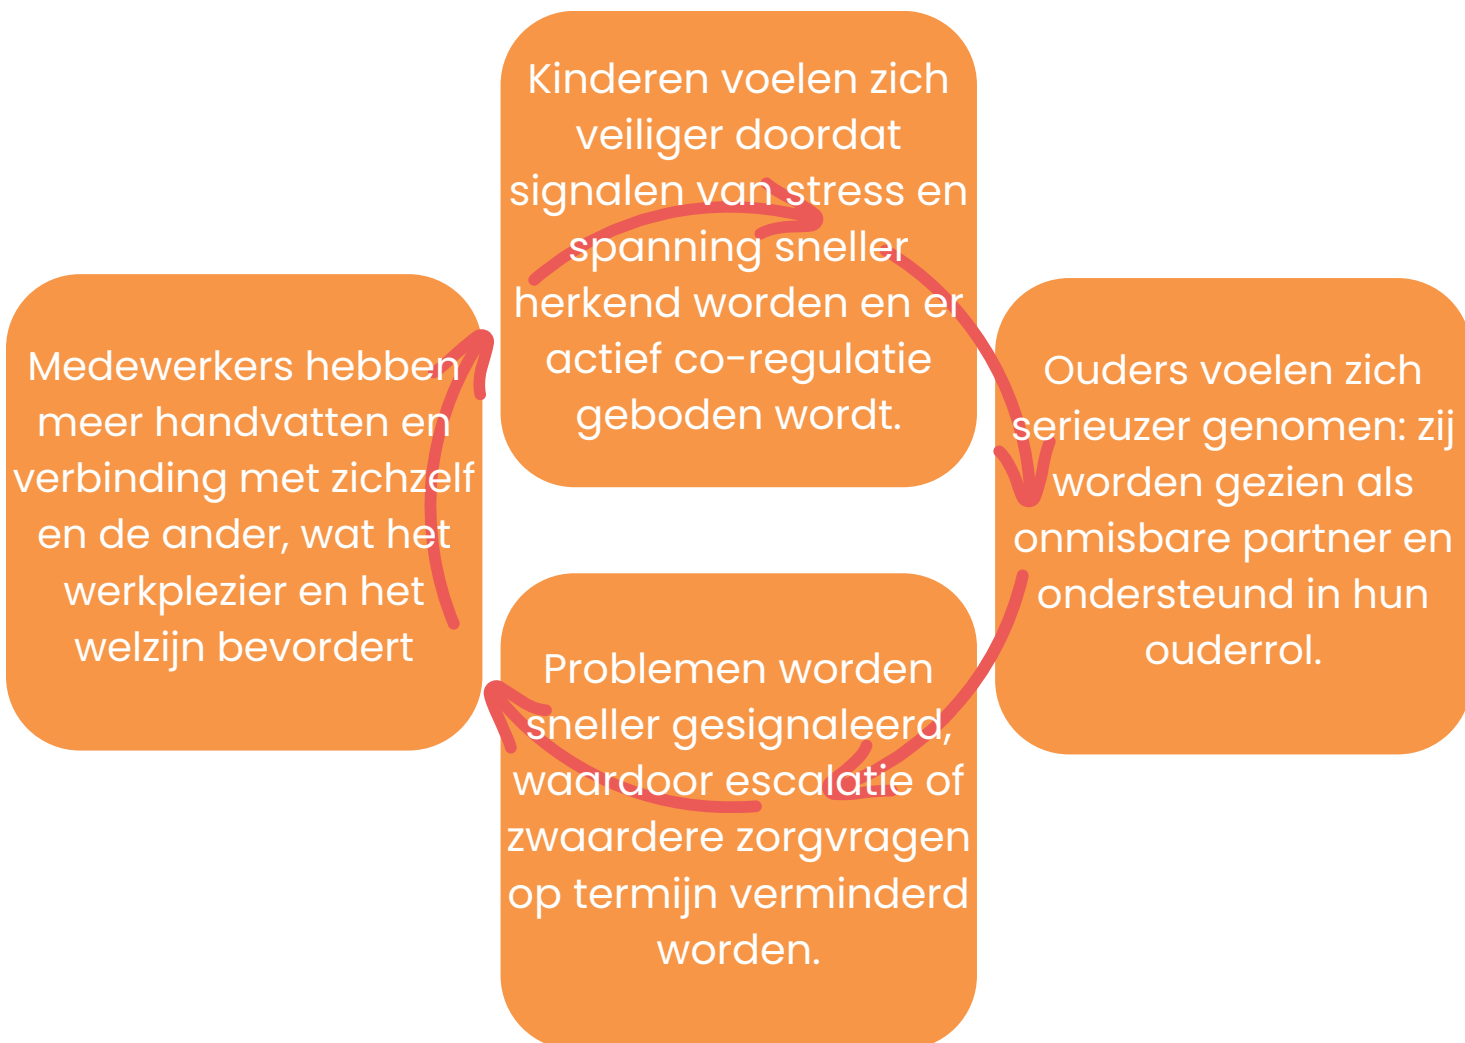 Kinderen voelen zich
veiliger doordat
signalen van stress en
spanning sneller
herkend worden en er
actief co-regulatie
geboden wordt.
Medewerkers hebben
meer handvatten en
verbinding met zichzelf
en de ander, wat het
werkplezier en het
welzijn bevordert
Ouders voelen zich
serieuzer genomen: zij
worden gezien als
onmisbare partner en
ondersteund in hun
ouderrol.
Problemen worden
sneller gesignaleerd,
waardoor escalatie of
zwaardere zorgvragen
op termijn verminderd
worden.